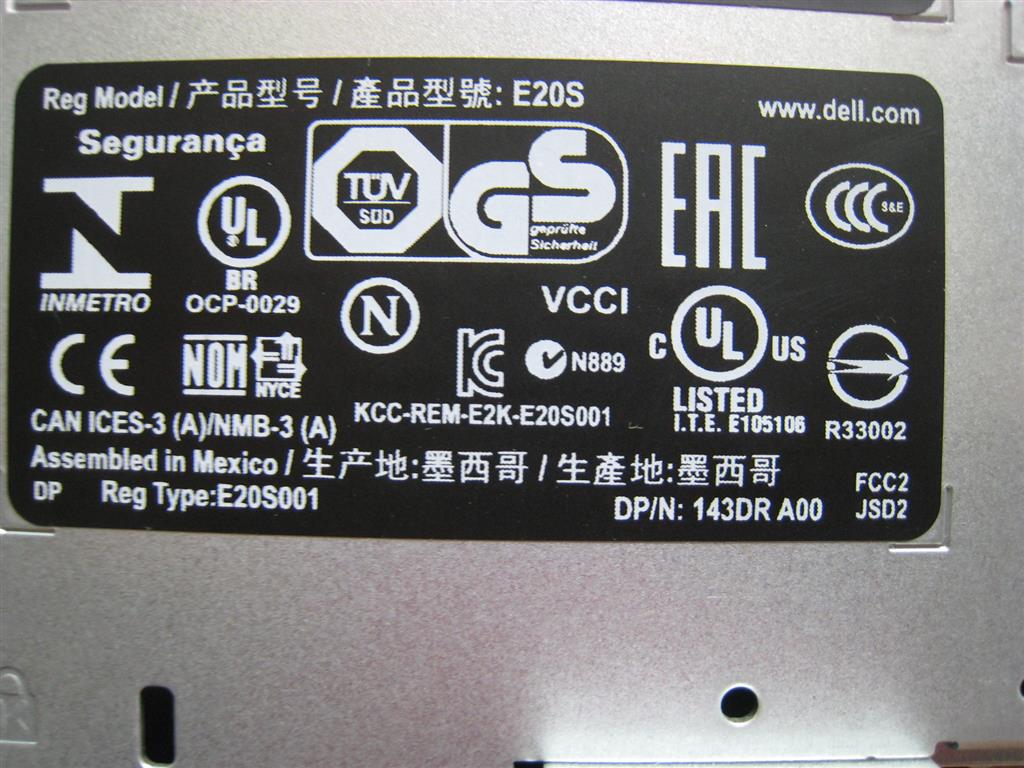 Reg Model / 产品型号 / 產品型號: E20S
www.dell.com
Segurança
TÜV
SÜD
GS
geprüfte
Sicherheit
EAC
CCC S&E
INMETRO
UL
BR
OCP-0029
N
VCCI
C UL US
LISTED
I.T.E. E105106
CE
NOM
NYCE
KC
N889
R33002
KCC-REM-E2K-E20S001
CAN ICES-3 (A)/NMB-3 (A)
Assembled in Mexico / 生产地:墨西哥 / 生產地:墨西哥
FCC2
DP Reg Type:E20S001
DP/N: 143DR A00
JSD2